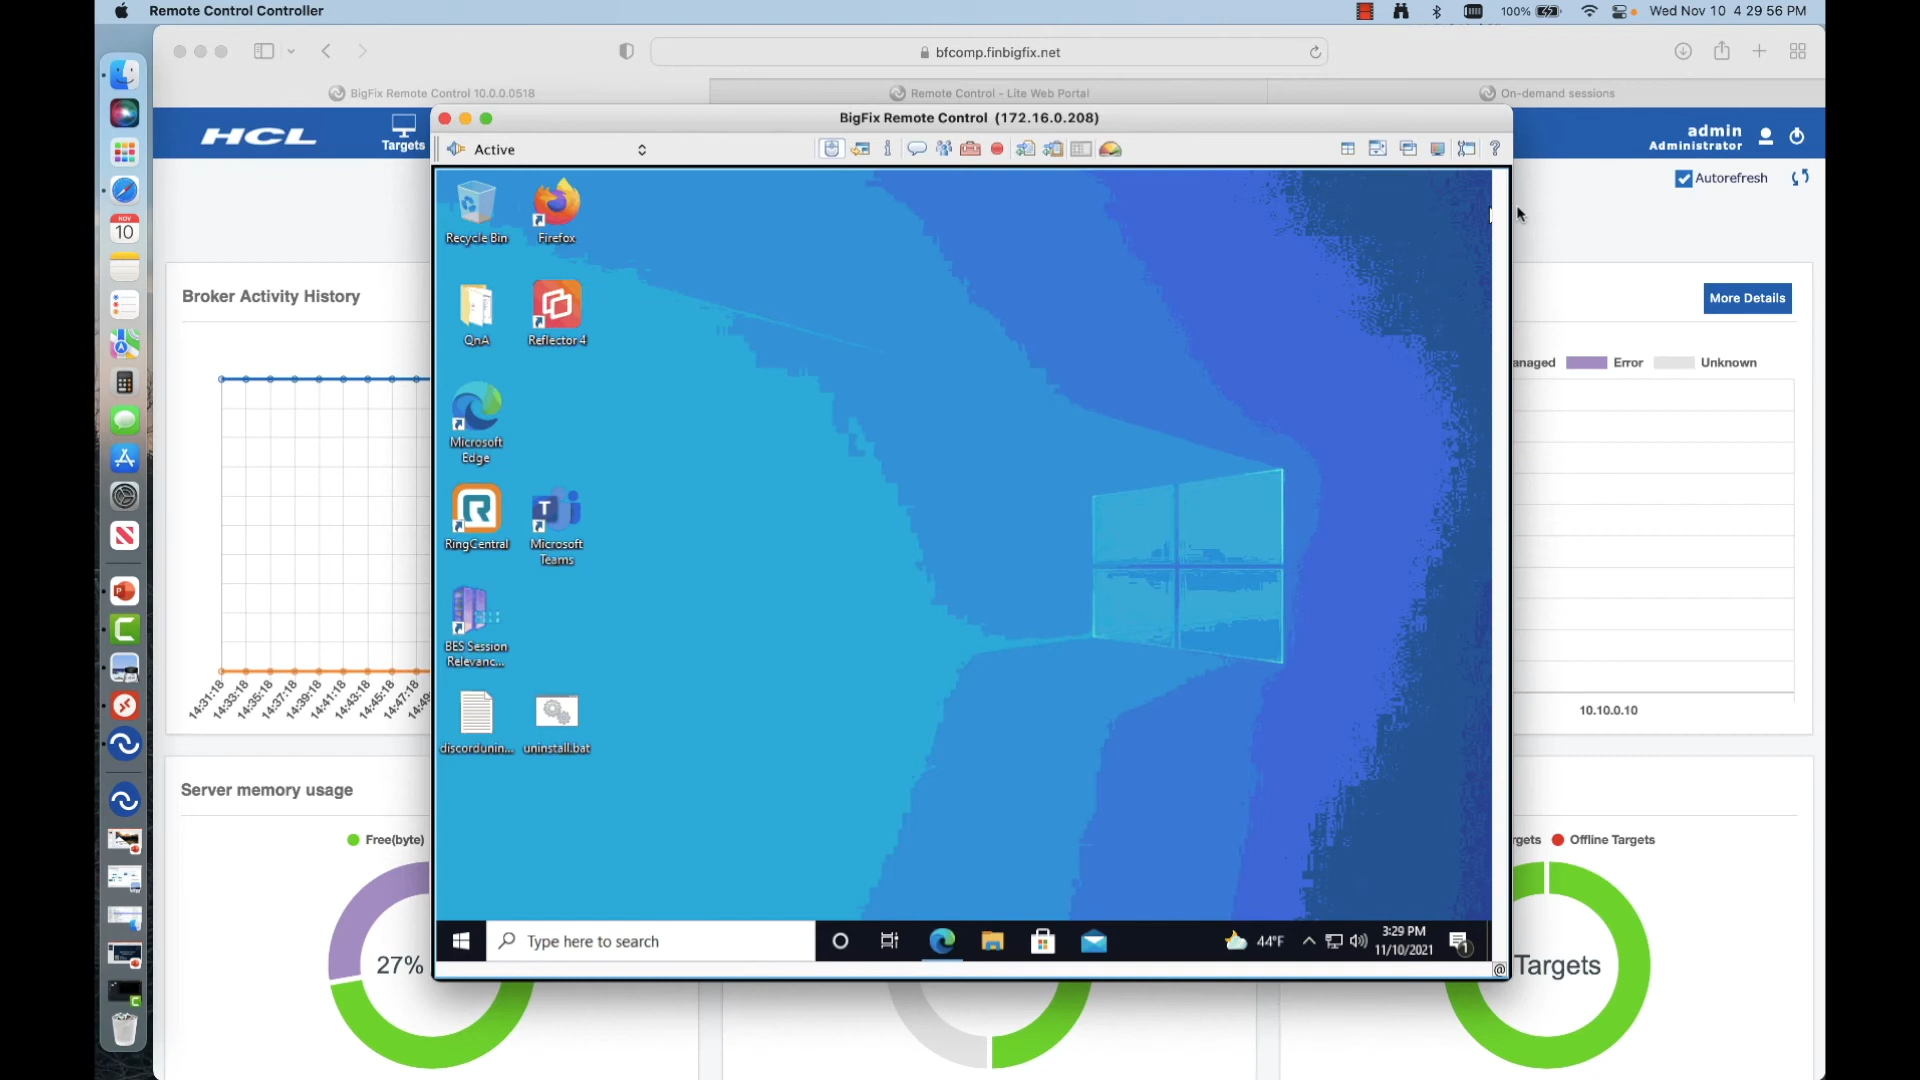 Remote Control Controller
100%
Wed Nov 10 4 29 56 PM
bfcomp.finbigfix.net
BigFix Remote Control 10.0.0.0518
Remote Control - Lite Web Portal
On-demand sessions
HCL
Targets
admin
Administrator
BigFix Remote Control (172.16.0.208)
Active
Autorefresh
NOV
10
Recycle Bin
Firefox
QnA
Reflector 4
Microsoft
Edge
RingCentral
Microsoft
Teams
BES Session
Relevanc...
discordunin...
uninstall.bat
Broker Activity History
More Details
anaged
Error
Unknown
14:31:18
14:33:18
14:35:18
14:37:18
14:39:18
14:41:18
14:43:18
14:45:18
14:47:18
10.10.0.10
Server memory usage
Free(byte)
rgets
Offline Targets
27%
Targets
Type here to search
44°F
3:29 PM
11/10/2021
1